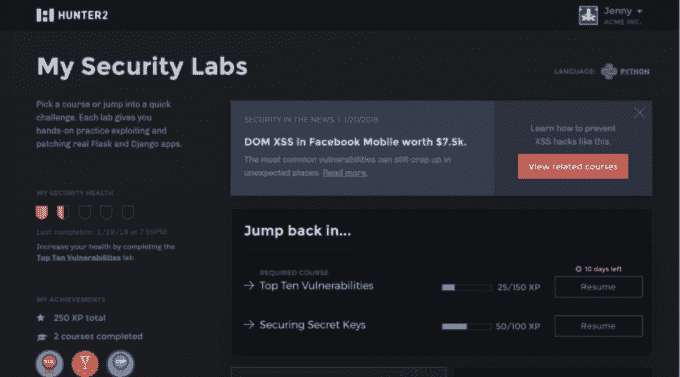 HUNTER2
Jenny
ACME INC.
My Security Labs
LANGUAGE: PYTHON
Pick a course or jump into a quick
challenge. Each lab gives you
hands-on practice exploiting and
patching real Flask and Django apps.
SECURITY IN THE NEWS | 1/20/2018
DOM XSS in Facebook Mobile worth $7.5k.
The most common vulnerabilities can still crop up in
unexpected places. Read more.
Learn how to prevent
XSS hacks like this.
View related courses
MY SECURITY HEALTH
Last completion: 1/19/18 at 7:55PM
Increase your health by completing the
Top Ten Vulnerabilities lab.
MY ACHIEVEMENTS
250 XP total
2 courses completed
Jump back in...
REQUIRED COURSE
Top Ten Vulnerabilities
25/150 XP
10 days left
Resume
Securing Secret Keys
50/100 XP
Resume